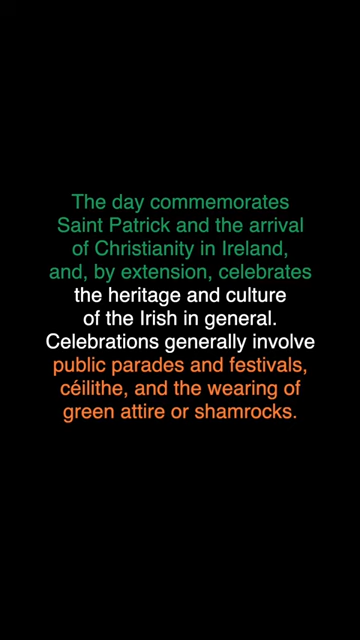 The day commemorates
Saint Patrick and the arrival
of Christianity in Ireland,
and, by extension, celebrates
the heritage and culture
of the Irish in general.
Celebrations generally involve
public parades and festivals,
céilithe, and the wearing of
green attire or shamrocks.